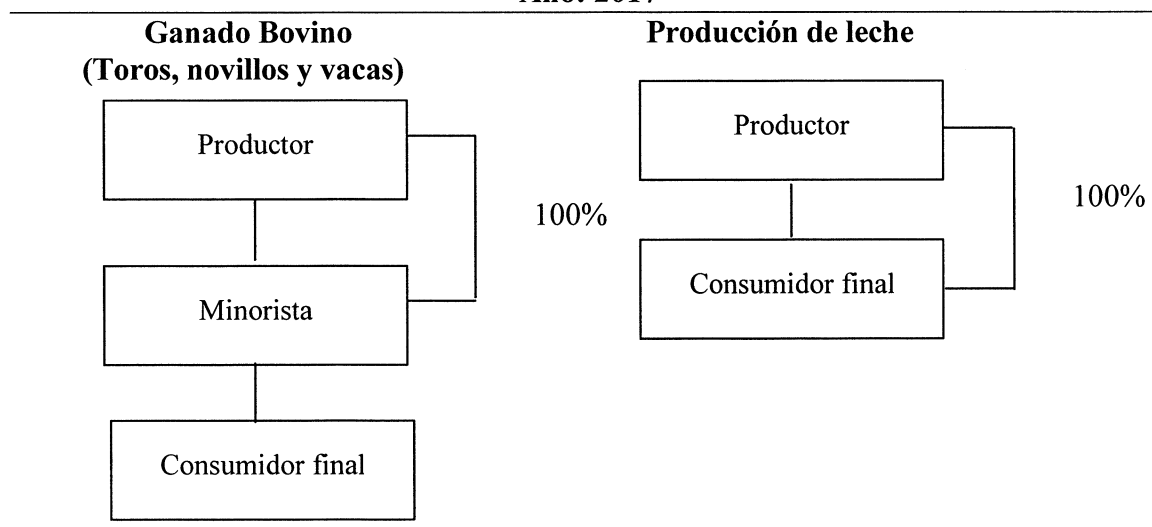 Ganado Bovino
(Toros, novillos y vacas)
Productor
100%
Minorista
Consumidor final
Producción de leche
Productor
100%
Consumidor final